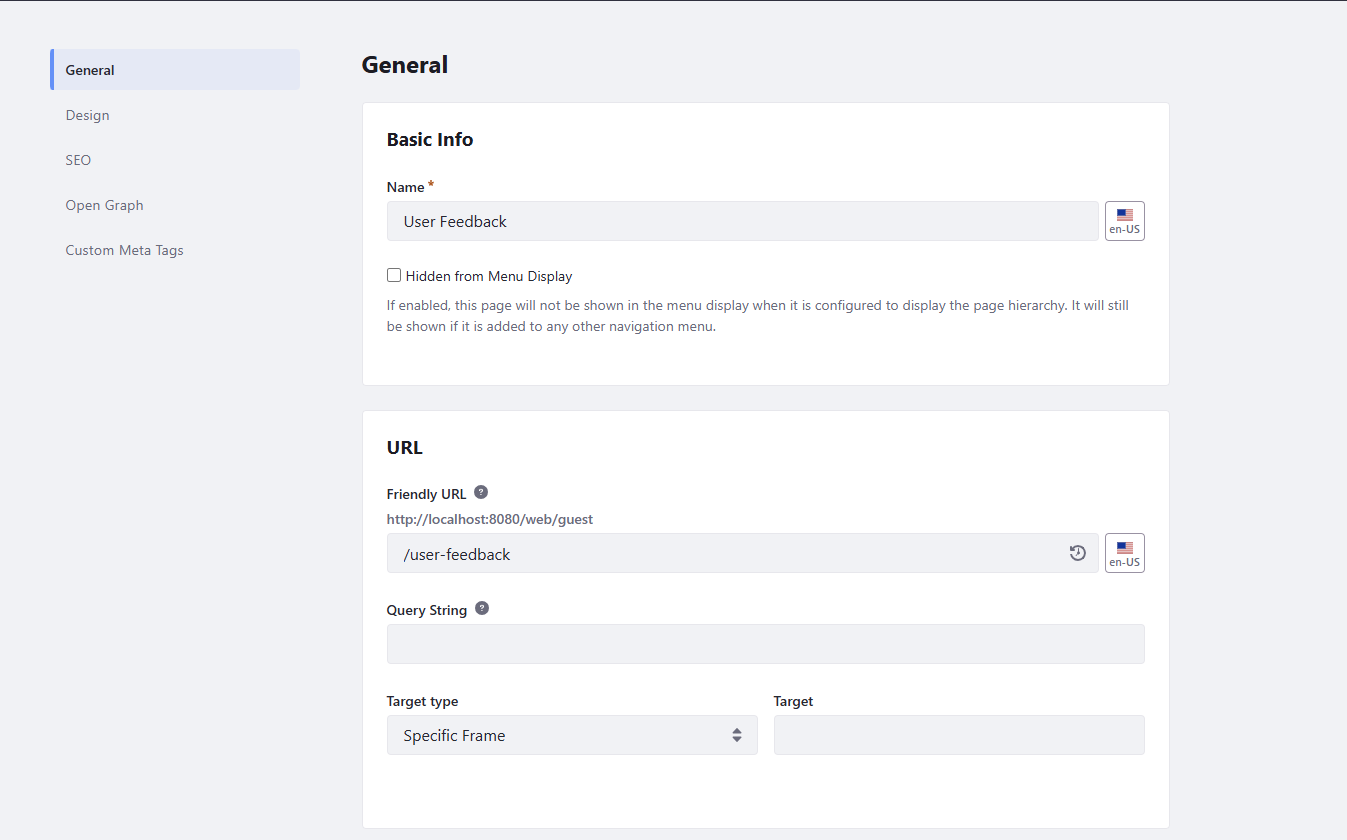 General
Design
SEO
Open Graph
Custom Meta Tags
General
Basic Info
Name *
User Feedback
en-US
Hidden from Menu Display
If enabled, this page will not be shown in the menu display when it is configured to display the page hierarchy. It will still
be shown if it is added to any other navigation menu.
URL
Friendly URL ?
http://localhost:8080/web/guest
/user-feedback
en-US
Query String ?
Target type
Target
Specific Frame